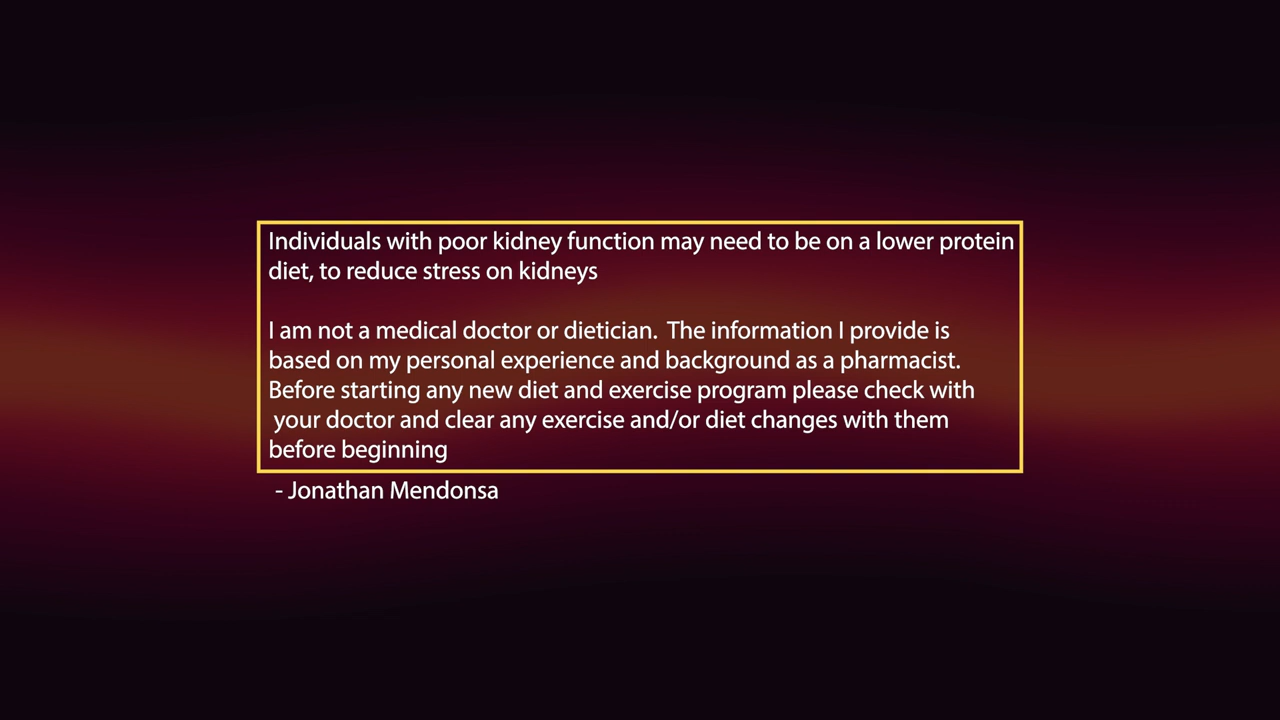 Individuals with poor kidney function may need to be on a lower protein
diet, to reduce stress on kidneys
I am not a medical doctor or dietician.  The information I provide is
based on my personal experience and background as a pharmacist.
Before starting any new diet and exercise program please check with
your doctor and clear any exercise and/or diet changes with them
before beginning
- Jonathan Mendonsa